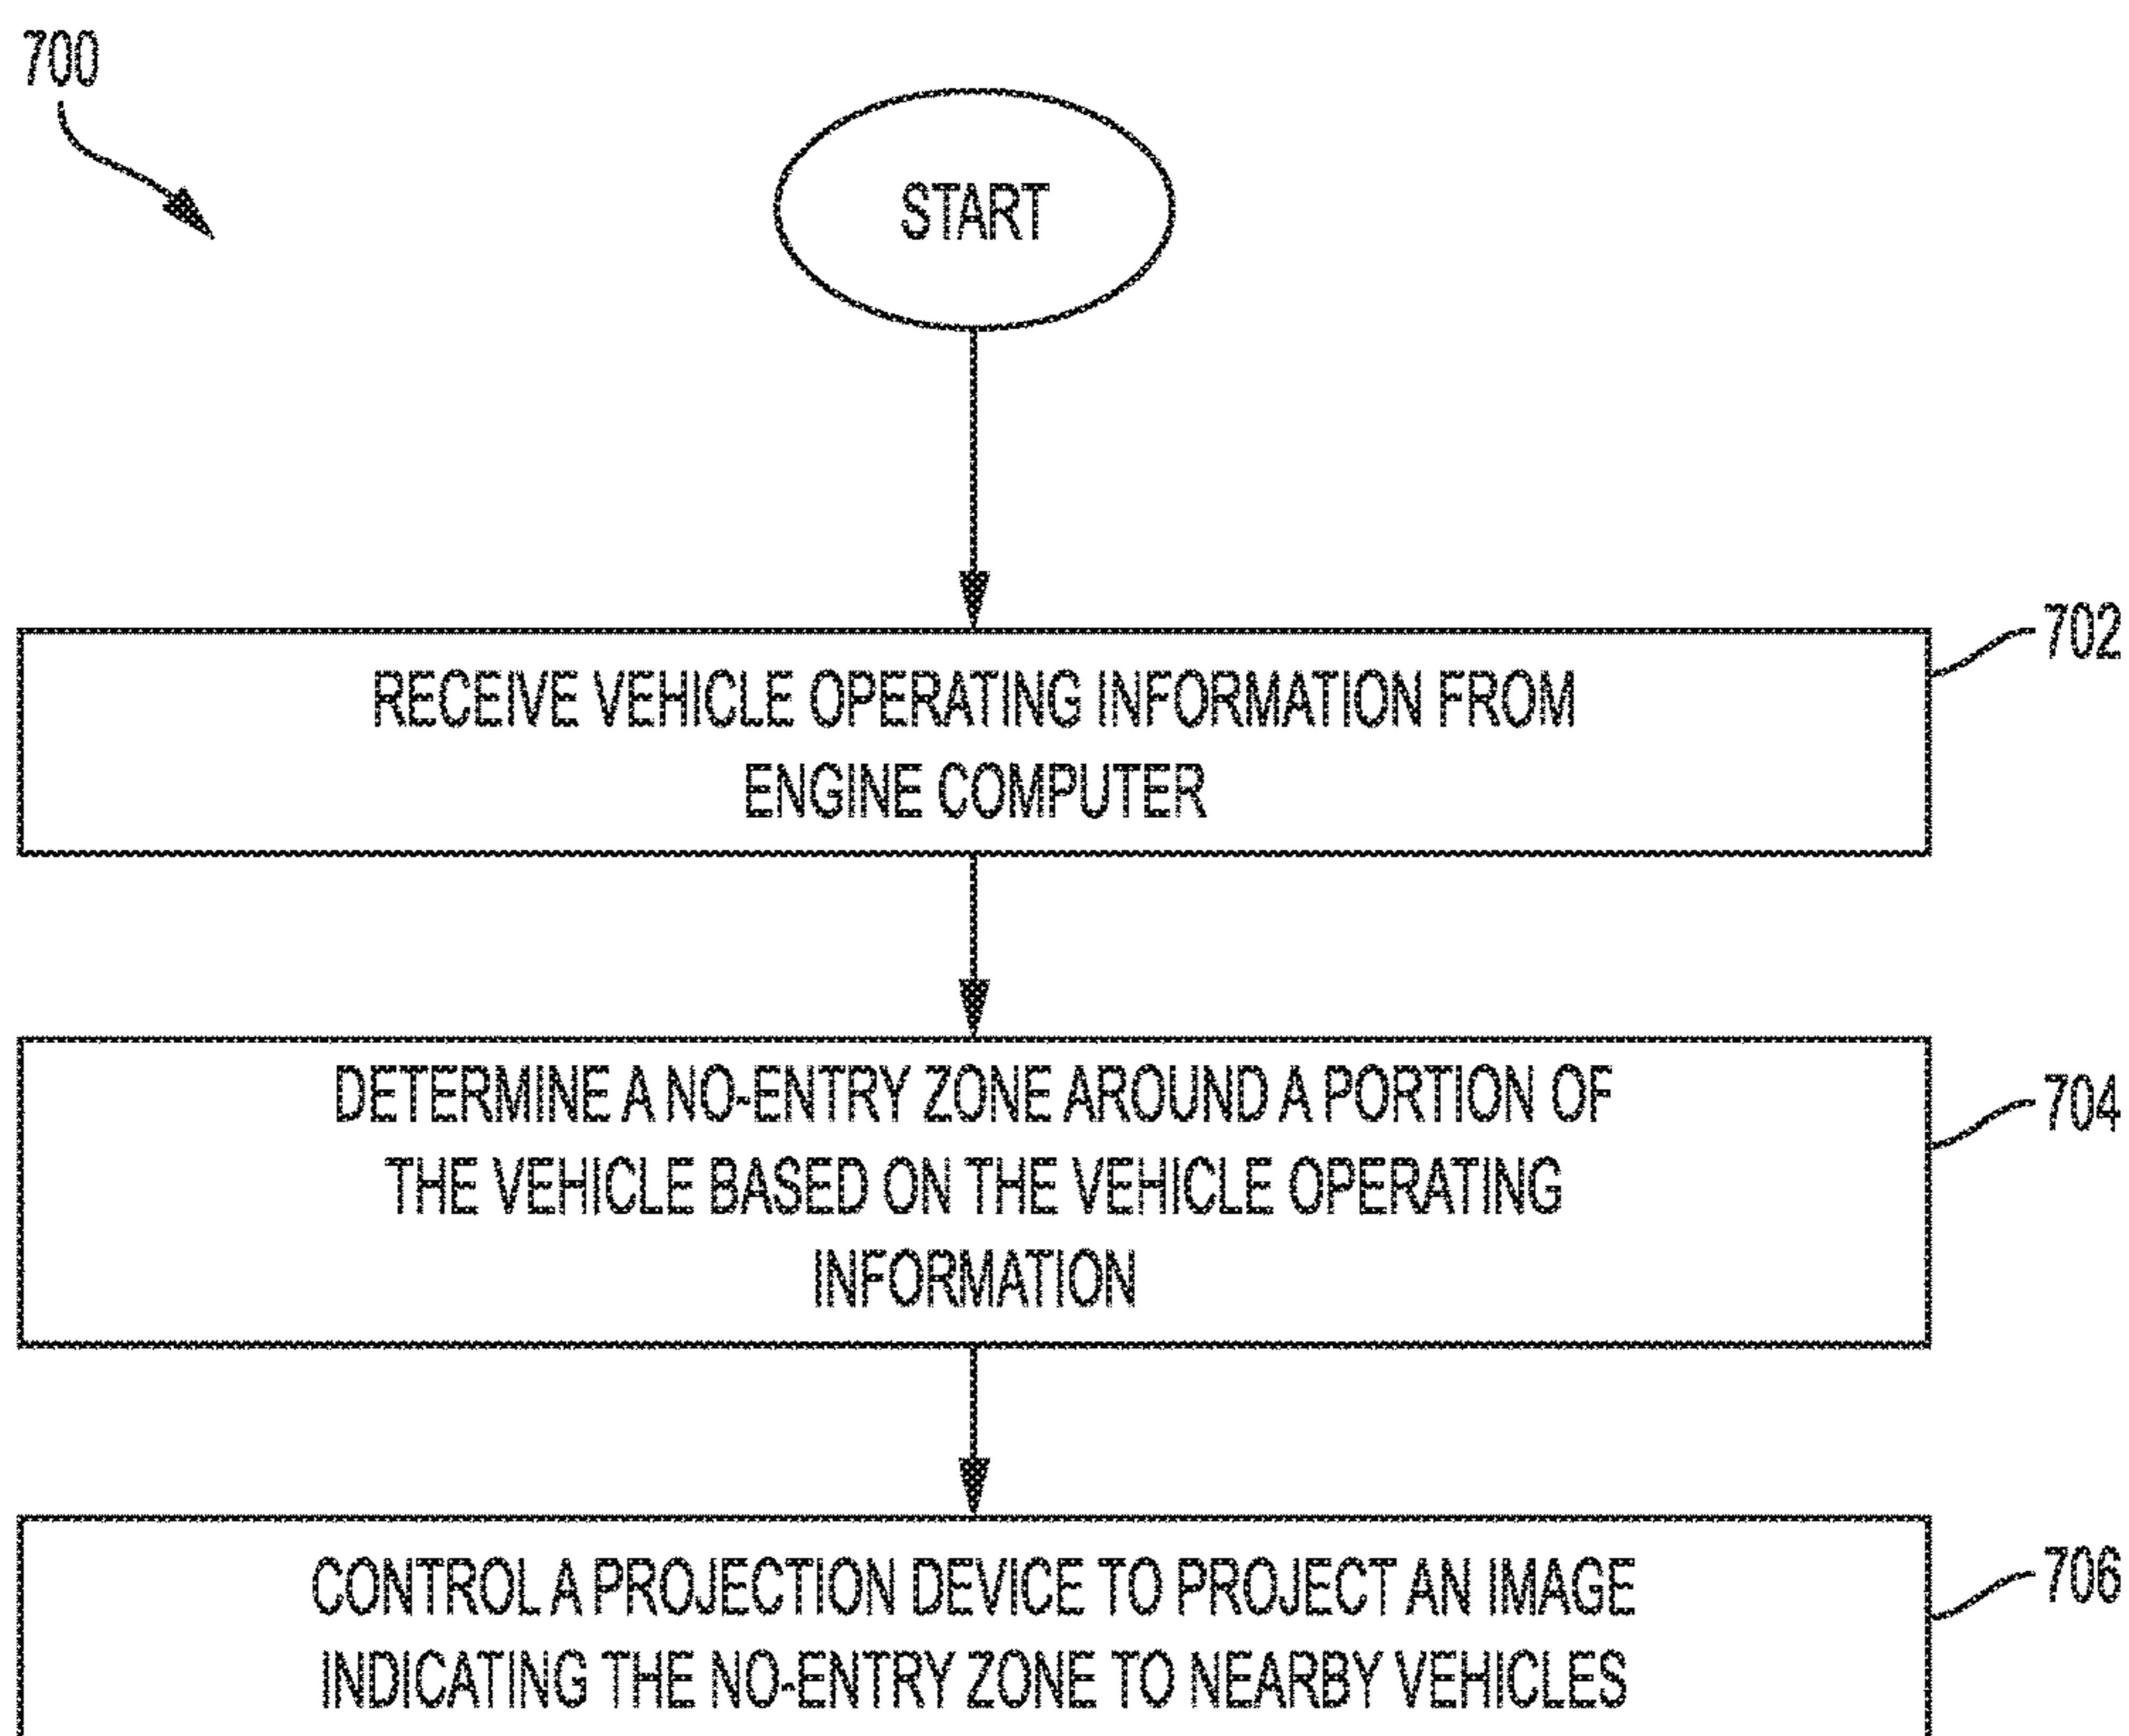 700
START
702
RECEIVE VEHICLE OPERATING INFORMATION FROM
ENGINE COMPUTER
704
DETERMINE A NO-ENTRY ZONE AROUND A PORTION OF
THE VEHICLE BASED ON THE VEHICLE OPERATING
INFORMATION
706
CONTROL A PROJECTION DEVICE TO PROJECT AN IMAGE
INDICATING THE NO-ENTRY ZONE TO NEARBY VEHICLES